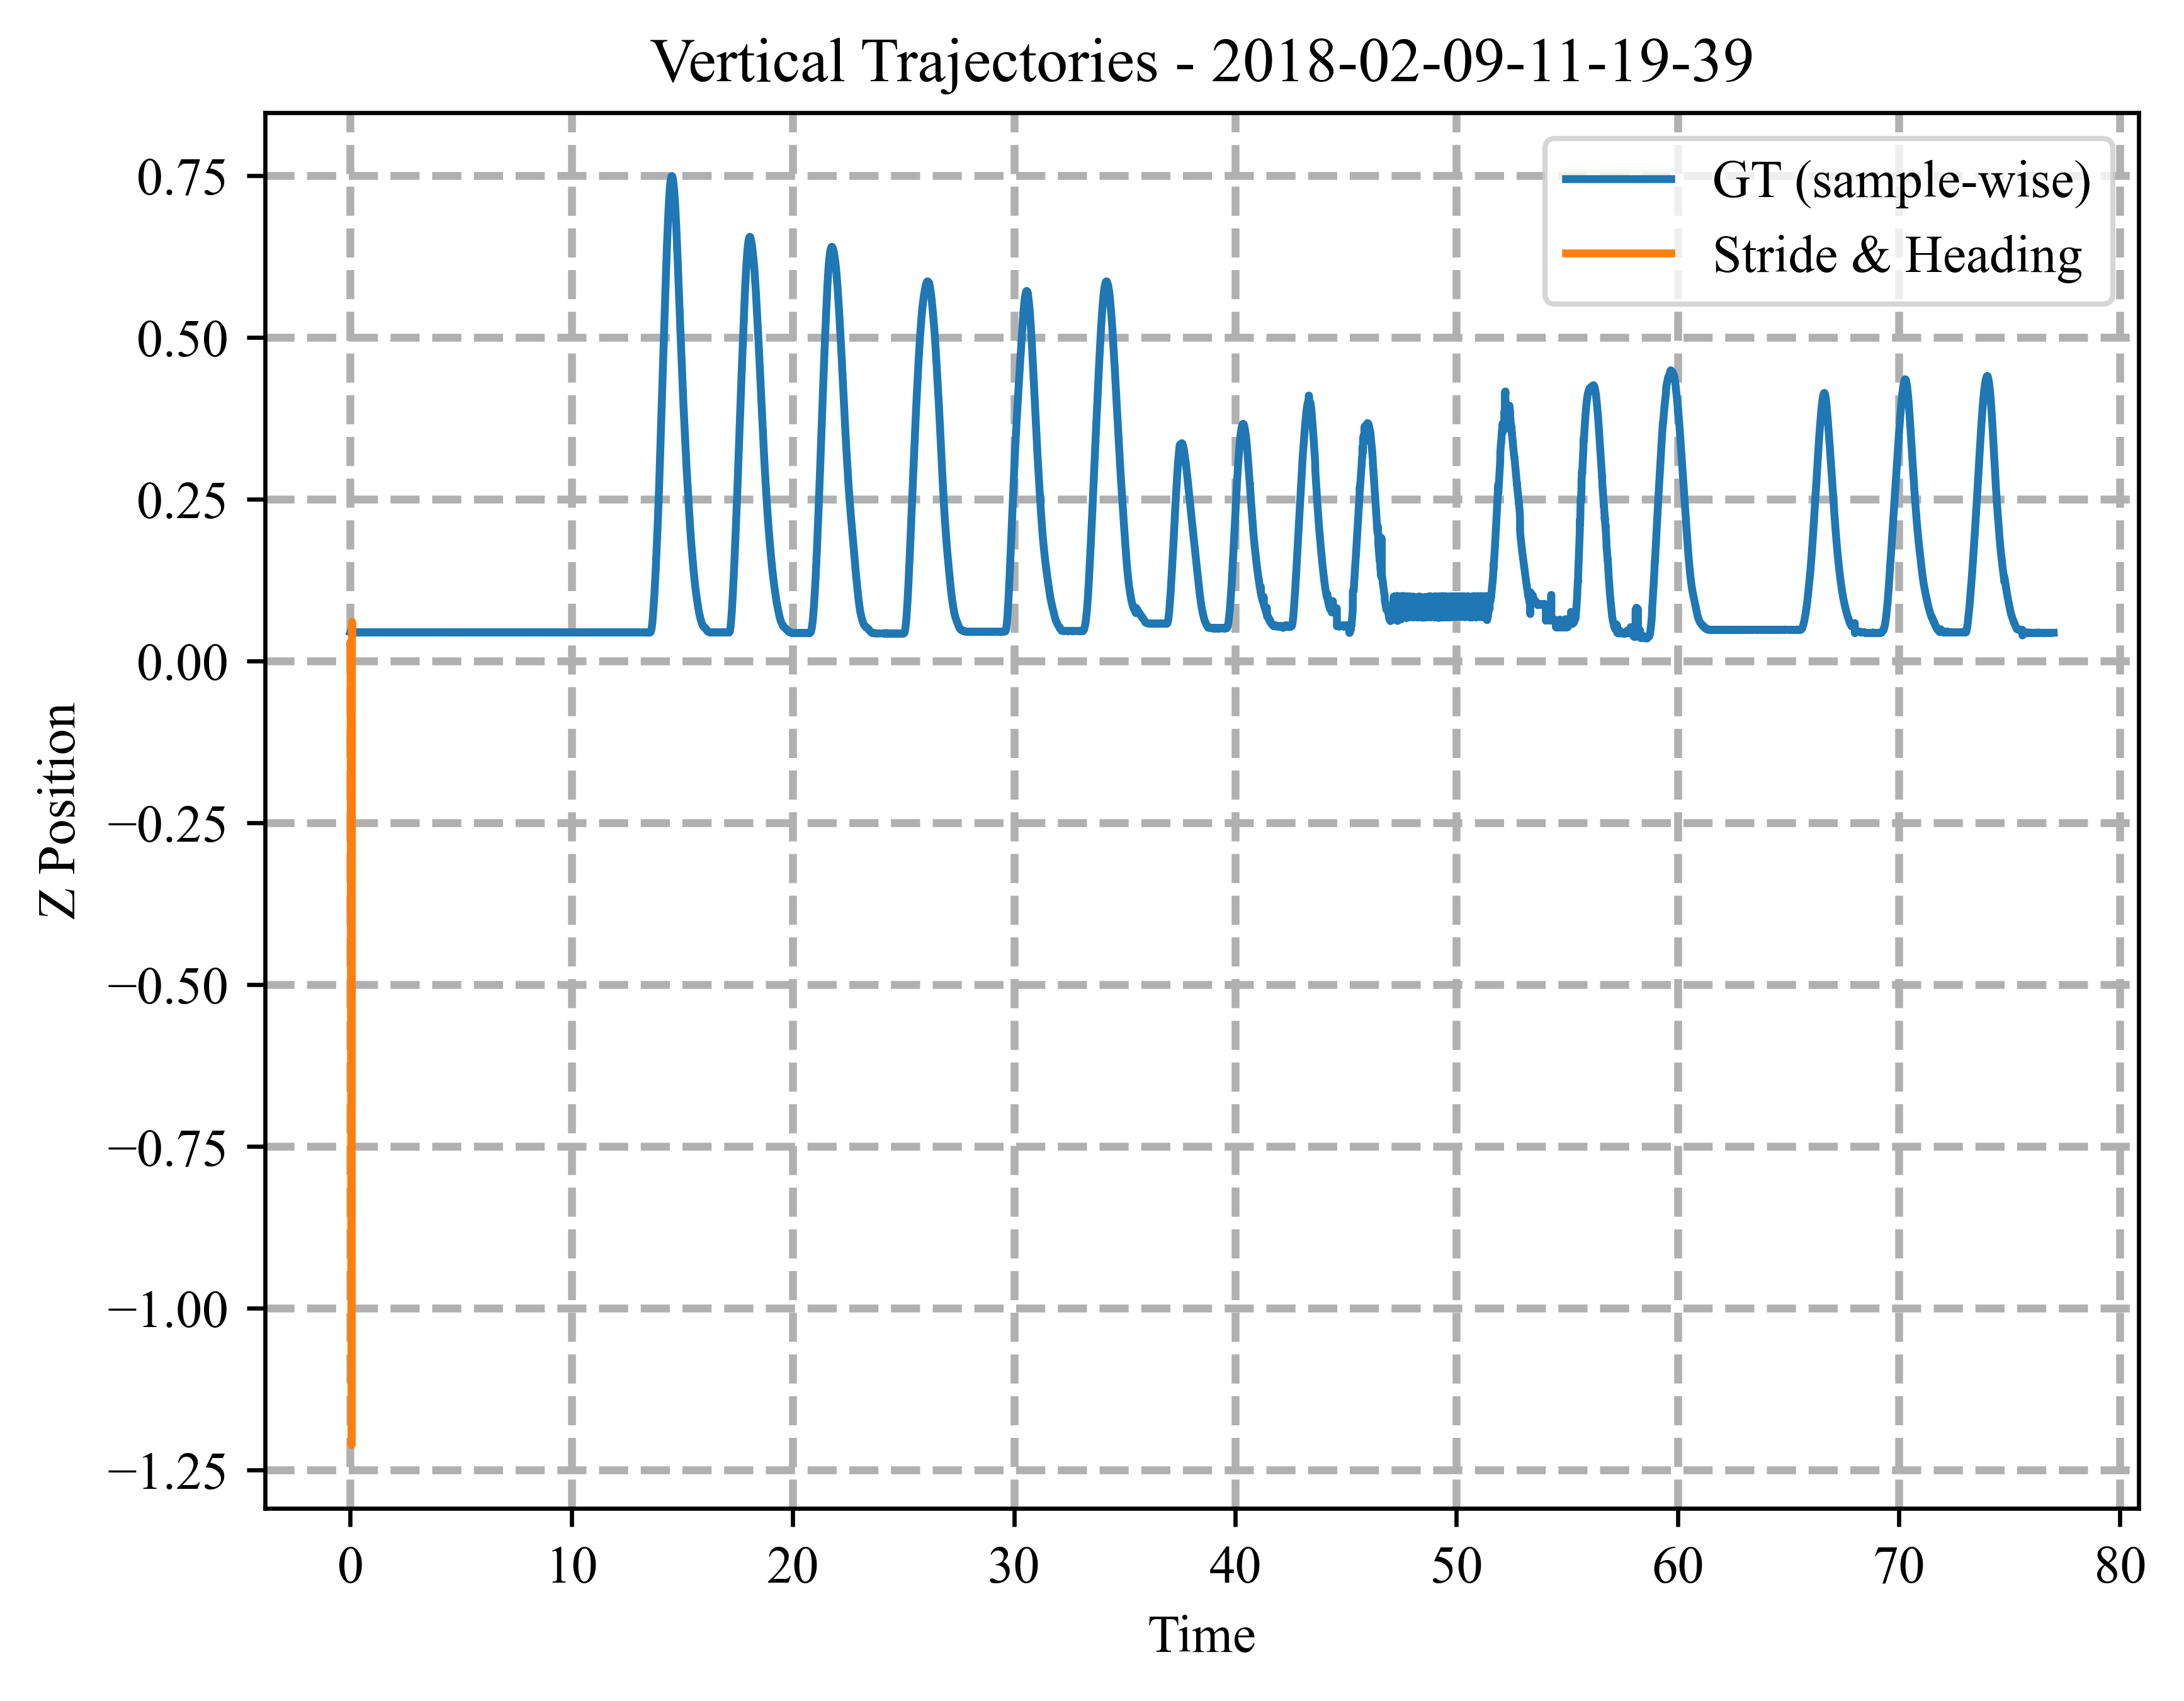 Vertical Trajectories - 2018-02-09-11-19-39
GT (sample-wise)
Stride & Heading
0.75
0.50
0.25
0.00
−0.25
−0.50
−0.75
−1.00
−1.25
Z Position
0 10 20 30 40 50 60 70 80
Time